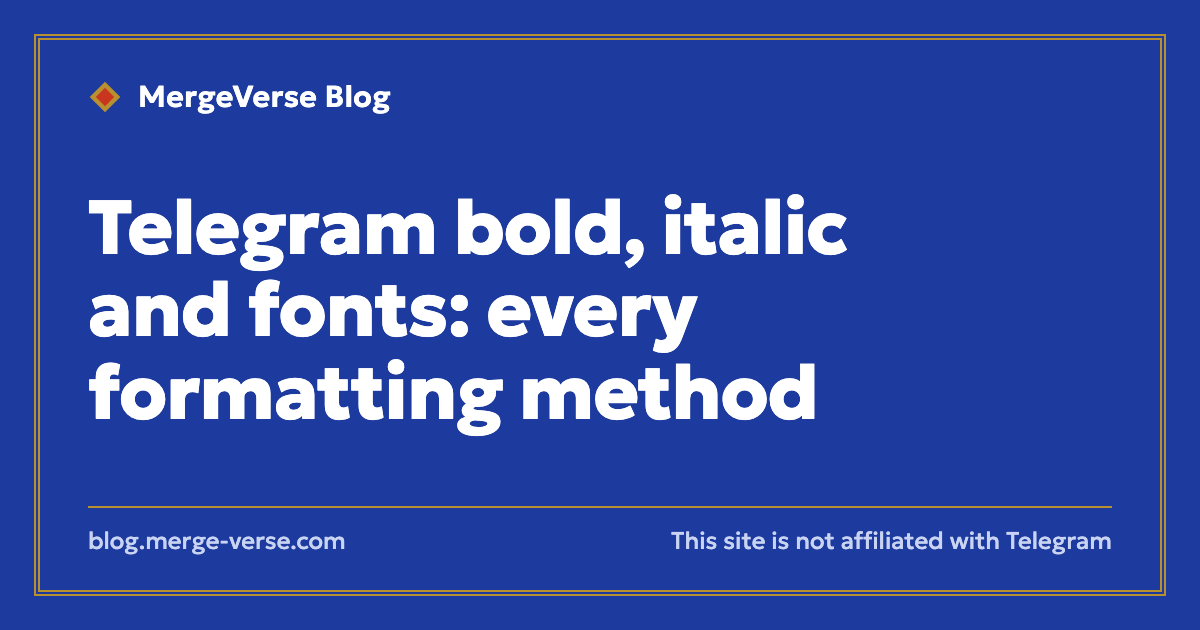 MergeVerse Blog
Telegram bold, italic
and fonts: every
formatting method
blog.merge-verse.com
This site is not affiliated with Telegram